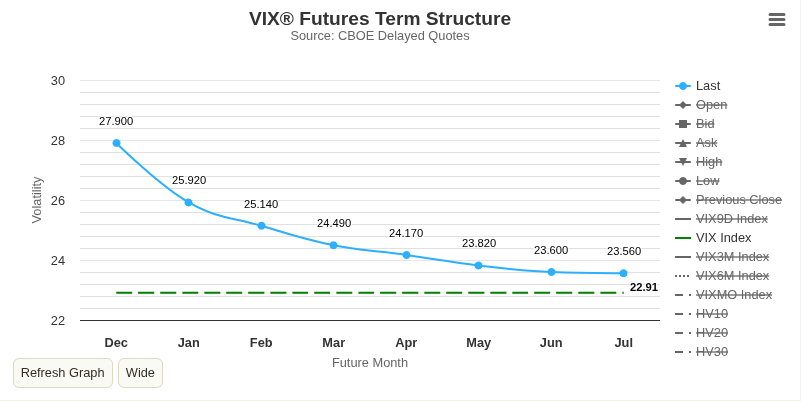 VIX® Futures Term Structure
Source: CBOE Delayed Quotes
Volatility
30
28
26
24
22
27.900
25.920
25.140
24.490
24.170
23.820
23.600
23.560
22.91
Dec
Jan
Feb
Mar
Apr
May
Jun
Jul
Future Month
Last
Open
Bid
Ask
High
Low
Previous Close
VIX9D Index
VIX Index
VIX3M Index
VIX6M Index
VIXMO Index
HV10
HV20
HV30
Refresh Graph
Wide